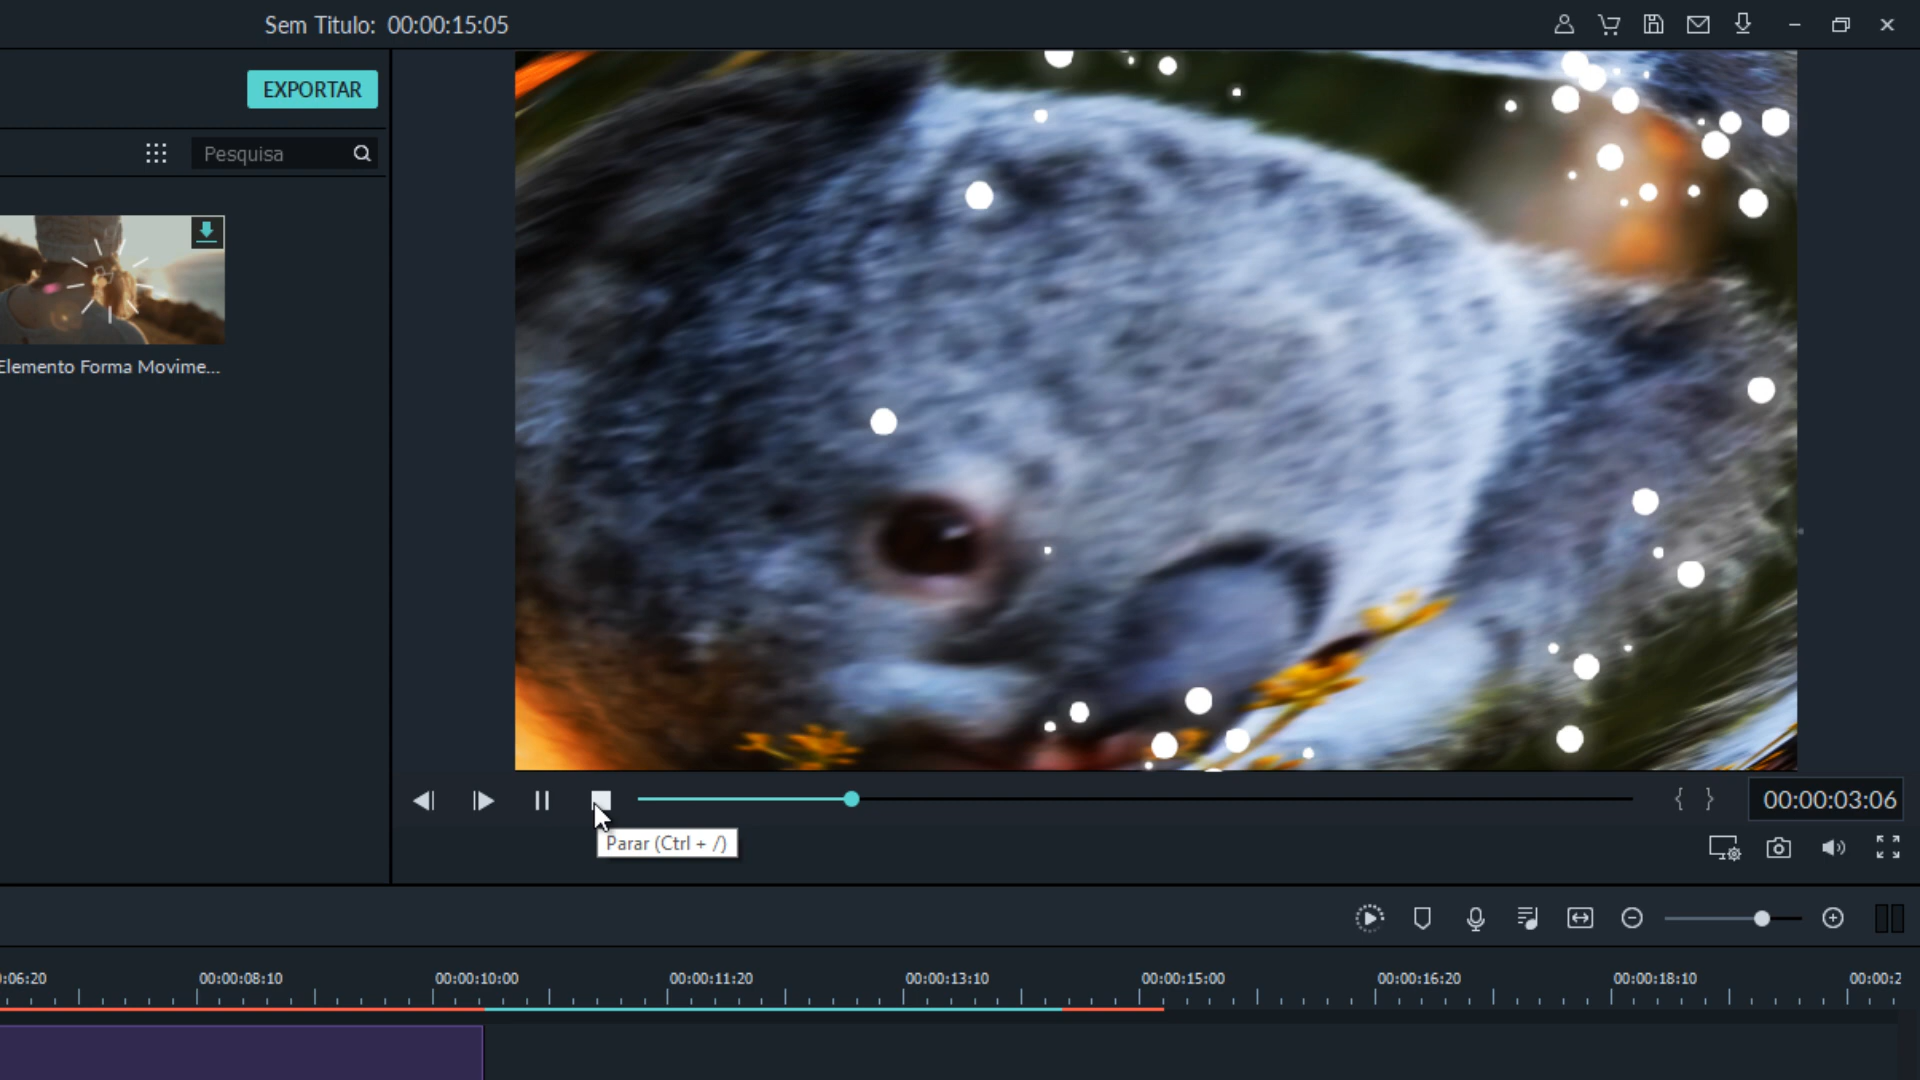 Sem Titulo: 00:00:15:05
EXPORTAR
Pesquisa
Elemento Forma Movime...
00:00:03:06
Parar (Ctrl + /)
:06:20
00:00:08:10
00:00:10:00
00:00:11:20
00:00:13:10
00:00:15:00
00:00:16:20
00:00:18:10
00:00:2